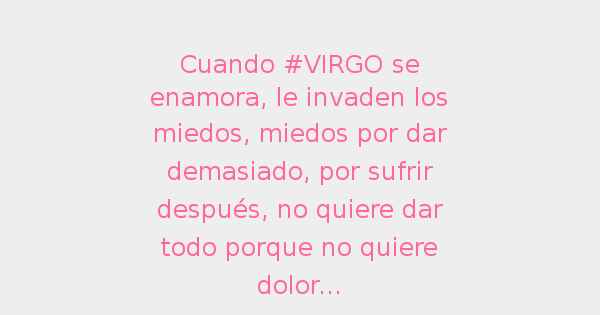 Cuando #VIRGO se
enamora, le invaden los
miedos, miedos por dar
demasiado, por sufrir
después, no quiere dar
todo porque no quiere
dolor...